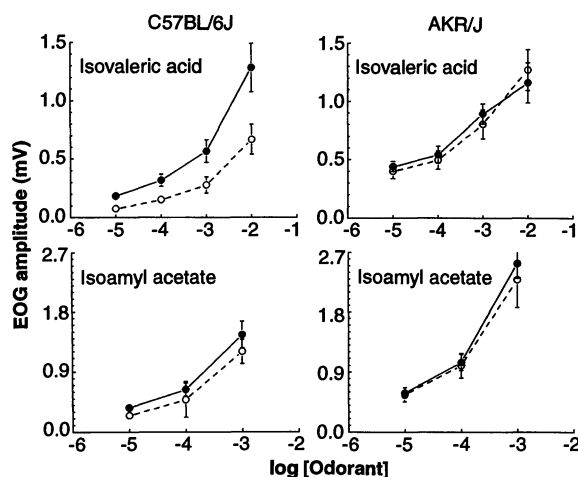 C57BL/6J AKR/J
EOG amplitude (mV)
1.5
Isovaleric acid
1.0
0.5
0.0
-6 -5 -4 -3 -2 -1
1.5
Isovaleric acid
1.0
0.5
0.0
-6 -5 -4 -3 -2 -1
2.7
Isoamyl acetate
1.8
0.9
0.0
-6 -5 -4 -3 -2
2.7
Isoamyl acetate
1.8
0.9
0.0
-6 -5 -4 -3 -2
log [Odorant]